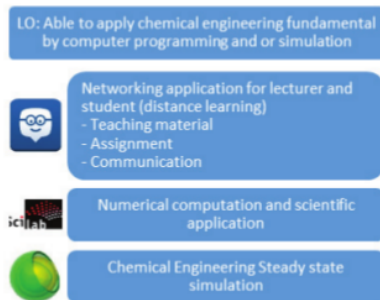 LO: Able to apply chemical engineering fundamental
by computer programming and or simulation
Networking application for lecturer and
student (distance learning)
- Teaching material
- Assignment
- Communication
Numerical computation and scientific
application
Chemical Engineering Steady state
simulation